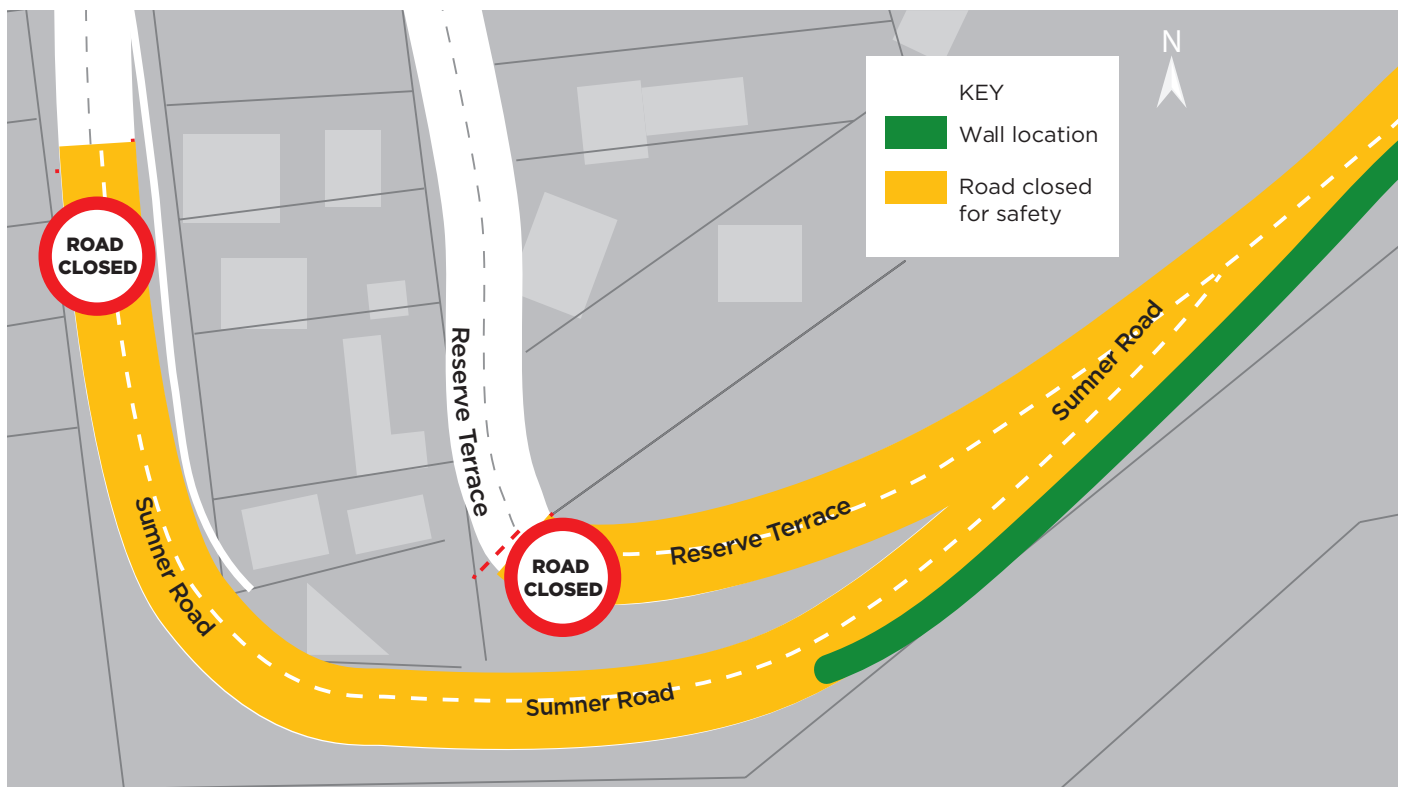 N
KEY
Wall location
Road closed
for safety
ROAD
CLOSED
Reserve Terrace
Sumner Road
Sumner Road
Reserve Terrace
ROAD
CLOSED
Sumner Road